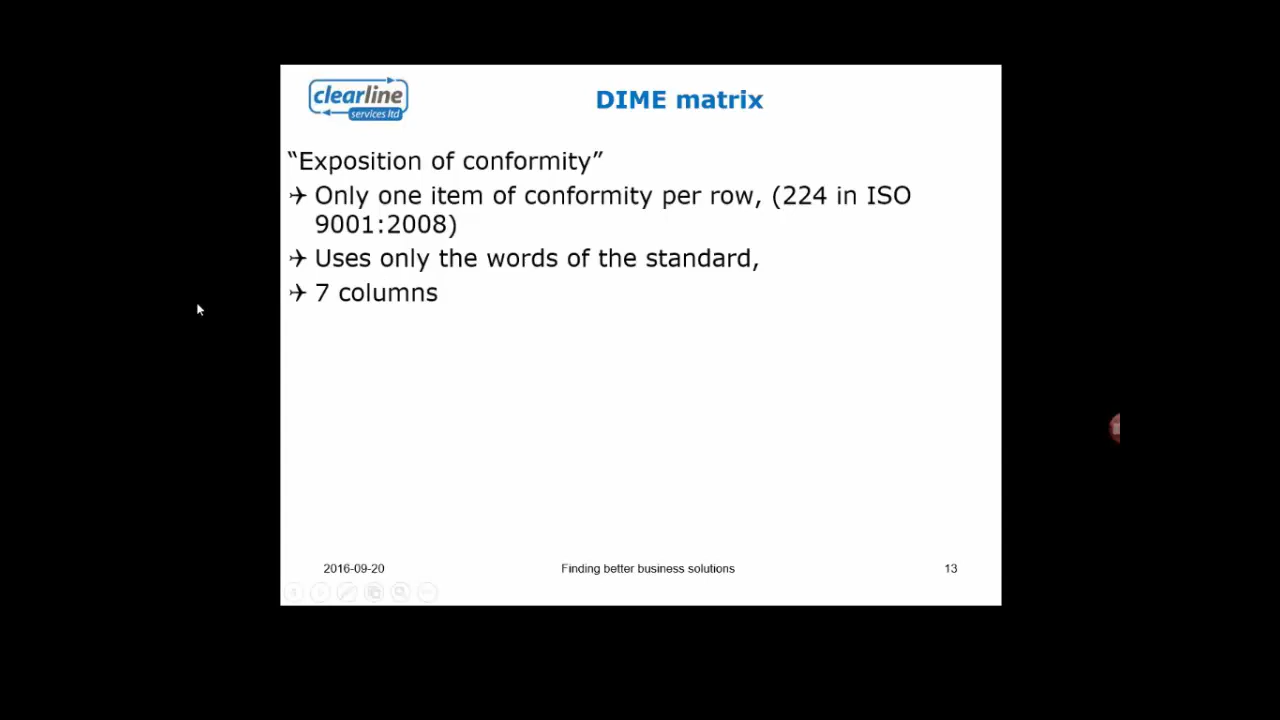 clearline
services ltd
DIME matrix
“Exposition of conformity”
Only one item of conformity per row, (224 in ISO
9001:2008)
Uses only the words of the standard,
7 columns
2016-09-20
Finding better business solutions
13